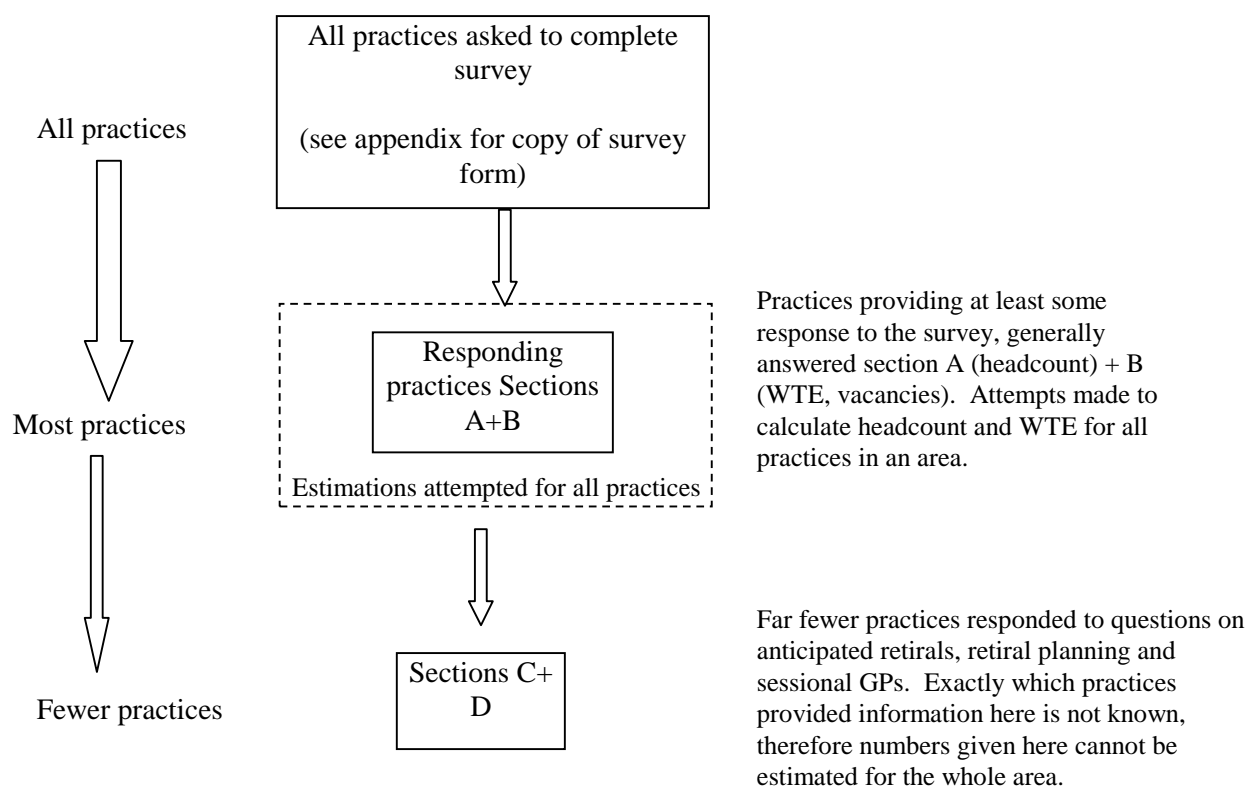 All practices asked to complete
survey
(see appendix for copy of survey
form)
All practices
Responding
practices Sections
A+B
Estimations attempted for all practices
Most practices
Practices providing at least some
response to the survey, generally
answered section A (headcount) + B
(WTE, vacancies).  Attempts made to
calculate headcount and WTE for all
practices in an area.
Sections C+
D
Fewer practices
Far fewer practices responded to questions on
anticipated retirals, retiral planning and
sessional GPs.  Exactly which practices
provided information here is not known,
therefore numbers given here cannot be
estimated for the whole area.